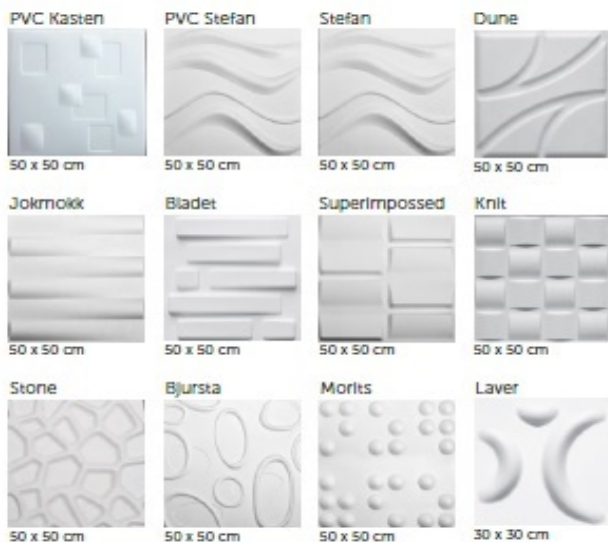 PVC Kasten
PVC Stefan
Stefan
Dune
50 x 50 cm
50 x 50 cm
50 x 50 cm
50 x 50 cm
Jokmokk
Bladet
Superimpossed
Knit
50 x 50 cm
50 x 50 cm
50 x 50 cm
50 x 50 cm
Stone
Bjursta
Morits
Laver
50 x 50 cm
50 x 50 cm
50 x 50 cm
30 x 30 cm